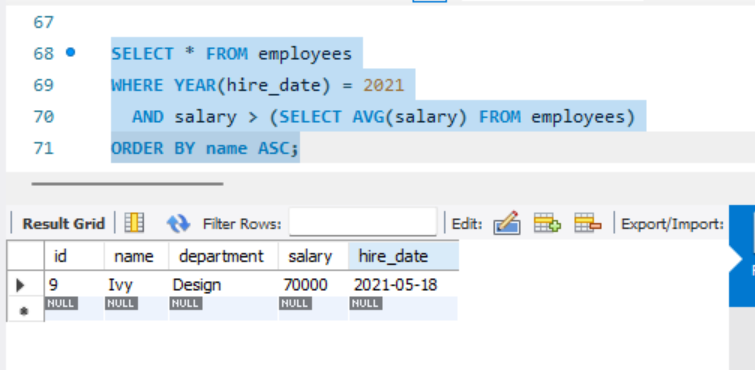 67
68 SELECT * FROM employees
69 WHERE YEAR(hire_date) = 2021
70 AND salary > (SELECT AVG(salary) FROM employees)
71 ORDER BY name ASC;
Result Grid Filter Rows: Edit: Export/Import:
id name department salary hire_date
9 Ivy Design 70000 2021-05-18
NULL NULL NULL NULL NULL